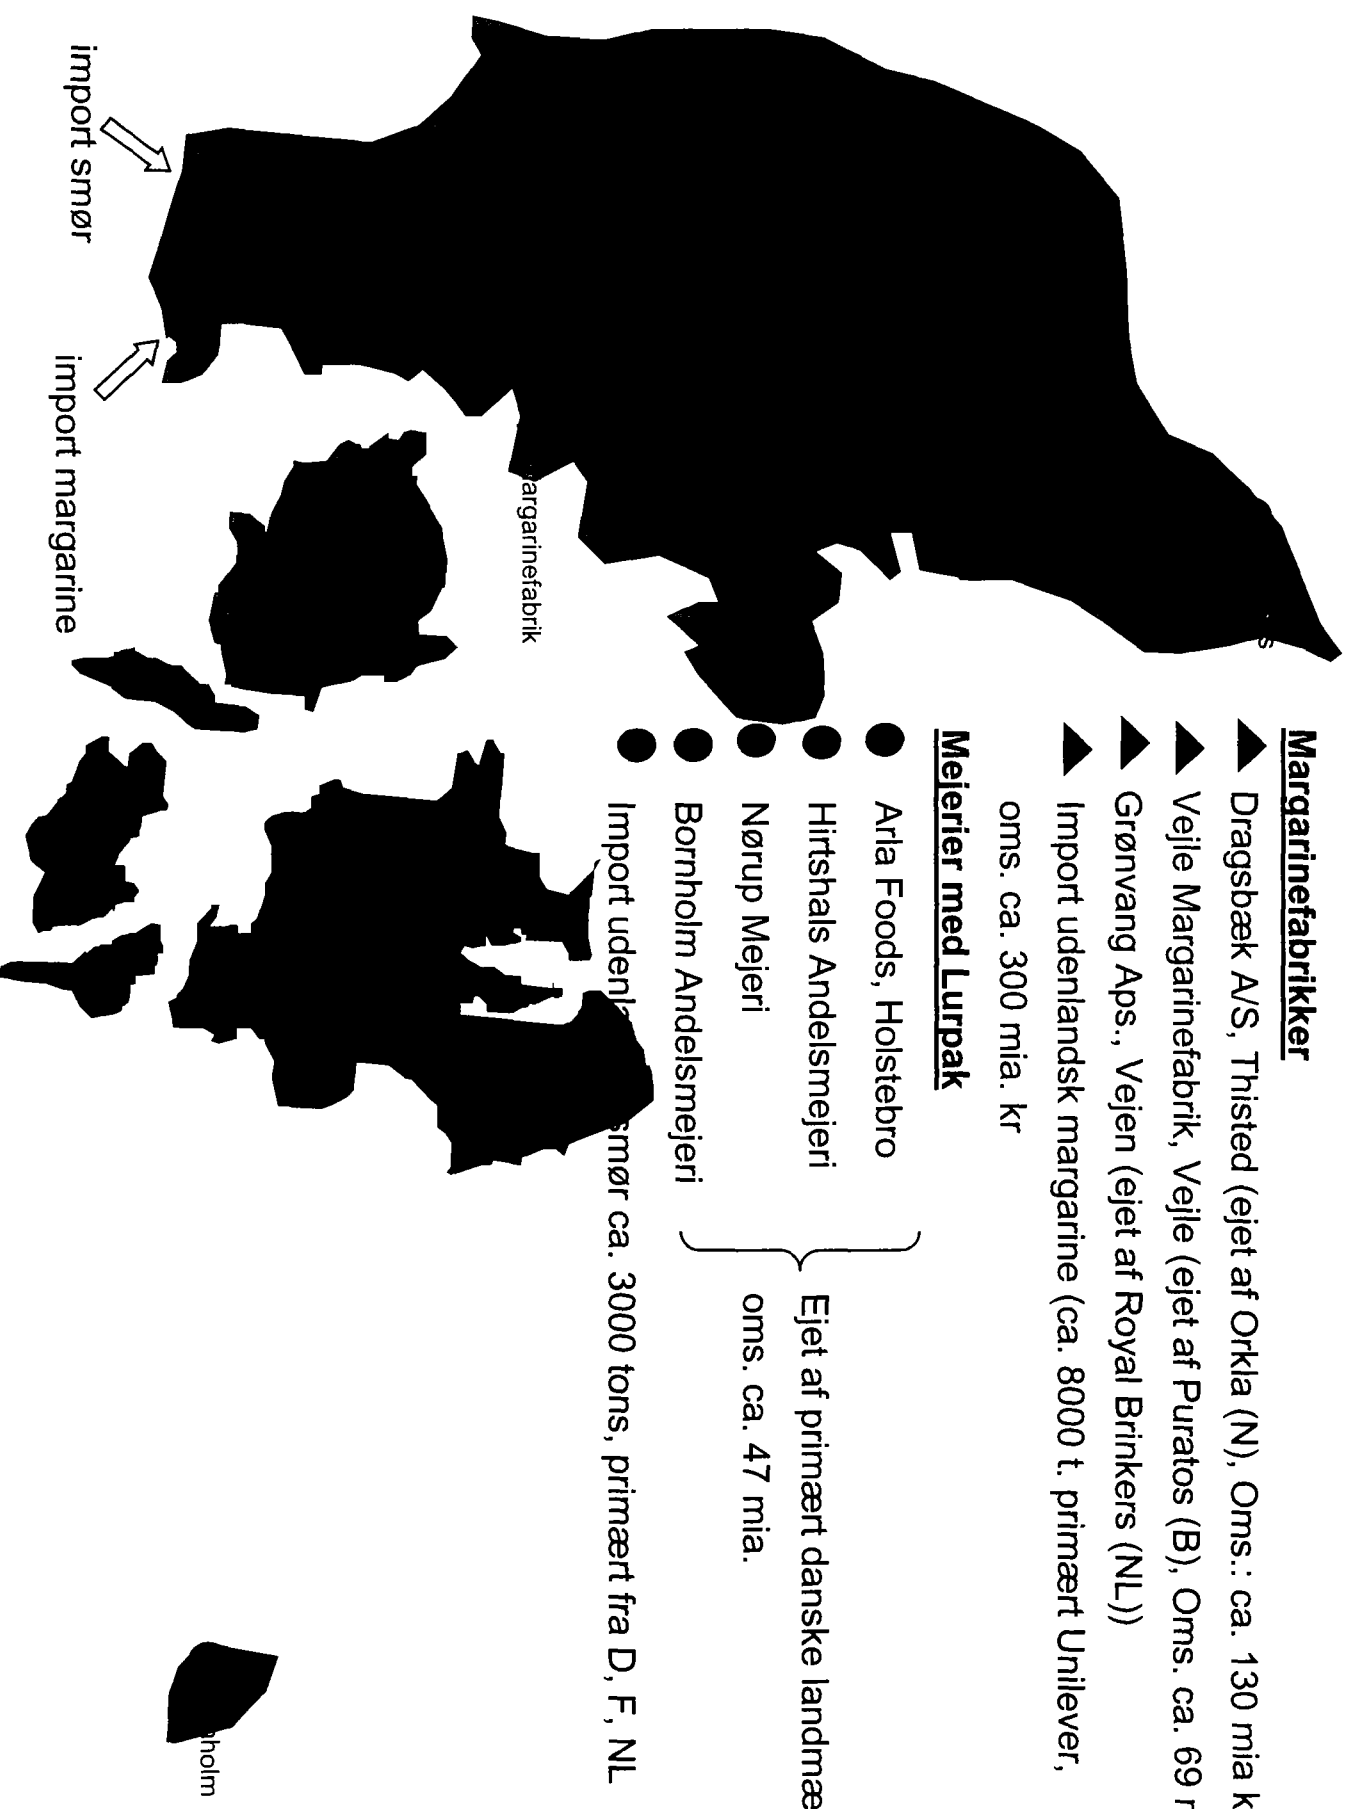 Margarinefabrikker
Dragsbæk A/S, Thisted (ejet af Orkla (N), Oms.: ca. 130 mia k
Vejle Margarinefabrik, Vejle (ejet af Puratos (B), Oms. ca. 69 
Grønvang Aps., Vejen (ejet af Royal Brinkers (NL))
Import udenlandsk margarine (ca. 8000 t. primært Unilever,
oms. ca. 300 mia. kr
Mejerier med Lurpak
Arla Foods, Holstebro
Hirtshals Andelsmejeri
Nørup Mejeri
Bornholm Andelsmejeri
Ejet af primært danske landmæ
oms. ca. 47 mia.
Import udenl smør ca. 3000 tons, primært fra D, F, NL
s
argarinefabrik
import smør
import margarine
holm